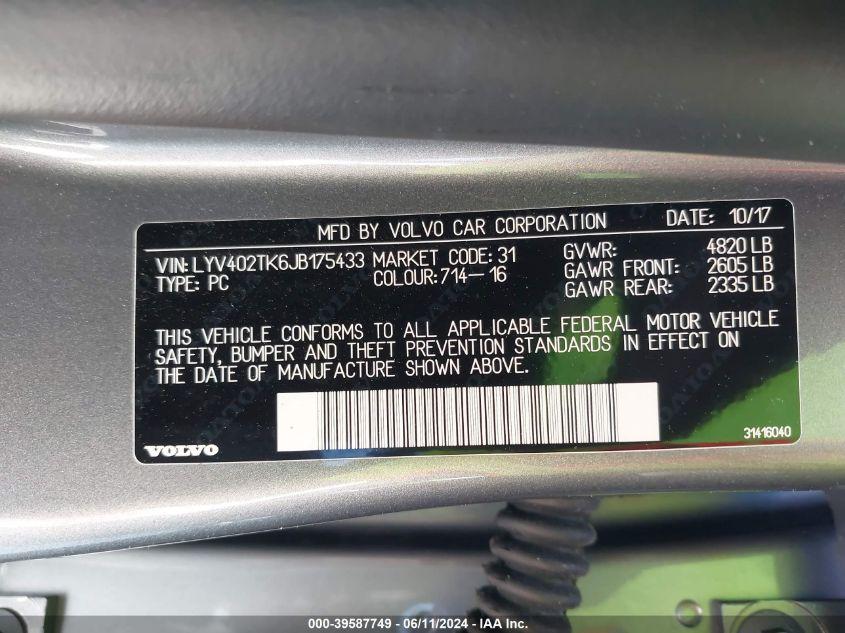 MFD BY VOLVO CAR CORPORATION DATE: 10/17
VIN: LYV402TK6JB175433 MARKET CODE: 31 GVWR: 4820 LB
TYPE: PC COLOUR: 714-16 GAWR FRONT: 2605 LB
GAWR REAR: 2335 LB
THIS VEHICLE CONFORMS TO ALL APPLICABLE FEDERAL MOTOR VEHICLE
SAFETY, BUMPER AND THEFT PREVENTION STANDARDS IN EFFECT ON
THE DATE OF MANUFACTURE SHOWN ABOVE.
VOLVO
31416040
000-39587749 - 06/11/2024 - IAA Inc.